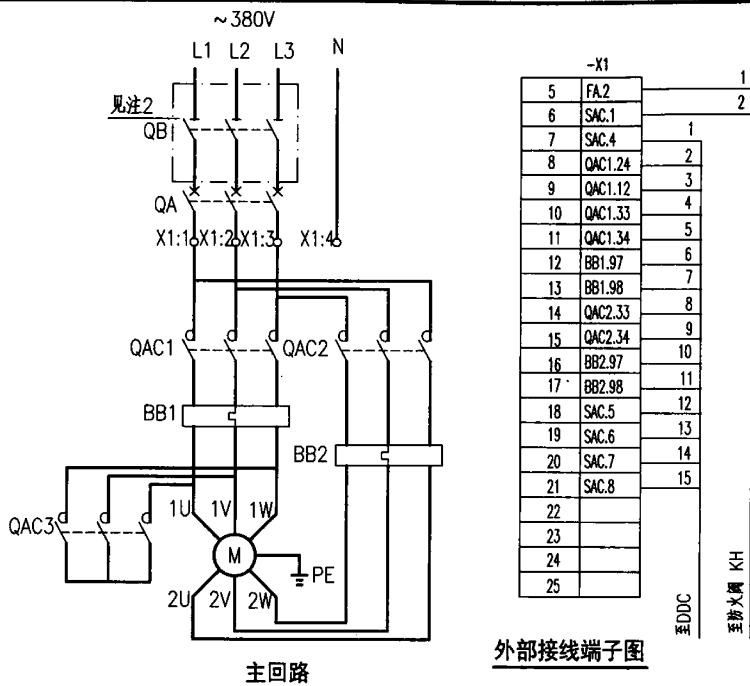 ~380V
L1 L2 L3 N
见注2
QB
QA
X1:1 X1:2 X1:3 X1:4
QAC1 QAC2
BB1
BB2
QAC3
1U 1V 1W
M
PE
2U 2V 2W
主回路
-X1
5 FA.2 1
6 SAC.1 2
7 SAC.4 1
8 QAC1.24 2
9 QAC1.12 3
10 QAC1.33 4
11 QAC1.34 5
12 BB1.97 6
13 BB1.98 7
14 QAC2.33 8
15 QAC2.34 9
16 BB2.97 10
17 BB2.98 11
18 SAC.5 12
19 SAC.6 13
20 SAC.7 14
21 SAC.8 15
22
23
24
25
至DDC
至防火阀 KH
外部接线端子图